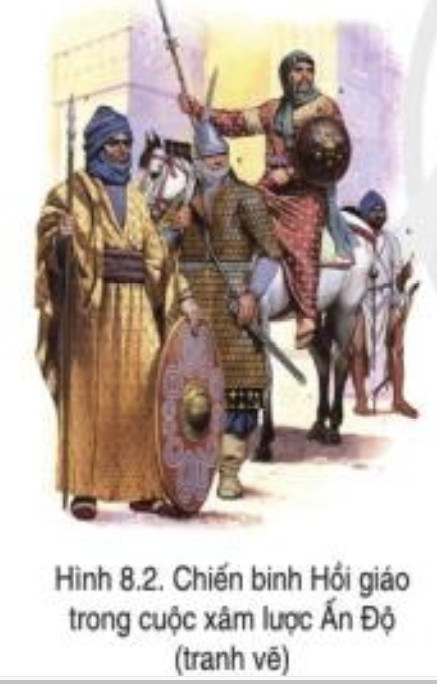 Hình 8.2. Chiến binh Hồi giáo
trong cuộc xâm lược Ấn Độ
(tranh vẽ)